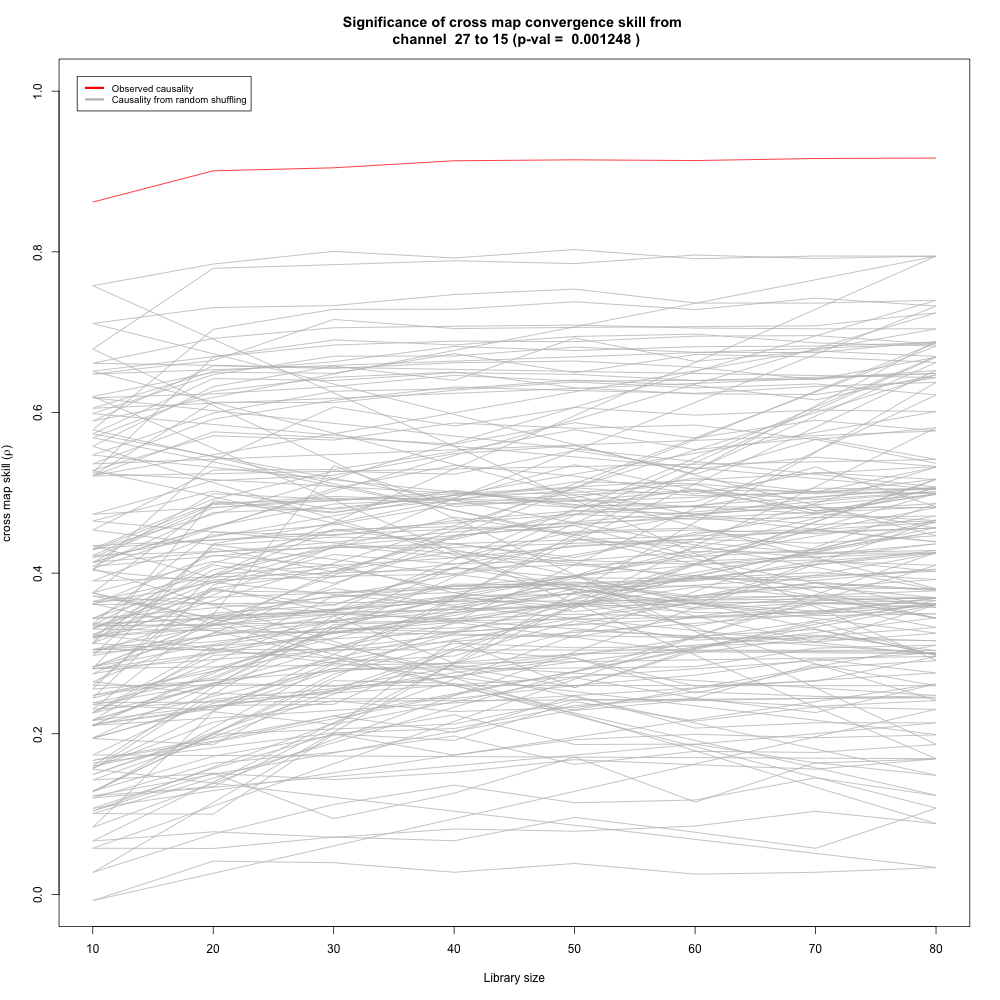 Significance of cross map convergence skill from
channel  27 to 15 (p-val =  0.001248 )
Observed causality
Causality from random shuffling
1.0
0.8
0.6
0.4
0.2
0.0
cross map skill (ρ)
10 20 30 40 50 60 70 80
Library size